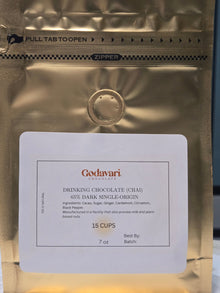 PULL TAB TO OPEN
ZIPPER
Godavari
CHOCOLATE
DRINKING CHOCOLATE (CHAI)
65% DARK SINGLE-ORIGIN
Ingredients: Cacao, Sugar, Ginger, Cardamom, Cinnamon,
Black Pepper
Manufactured in a facility that also process milk and plant-
based nuts.
15 CUPS
7 oz
Best By:
Batch: